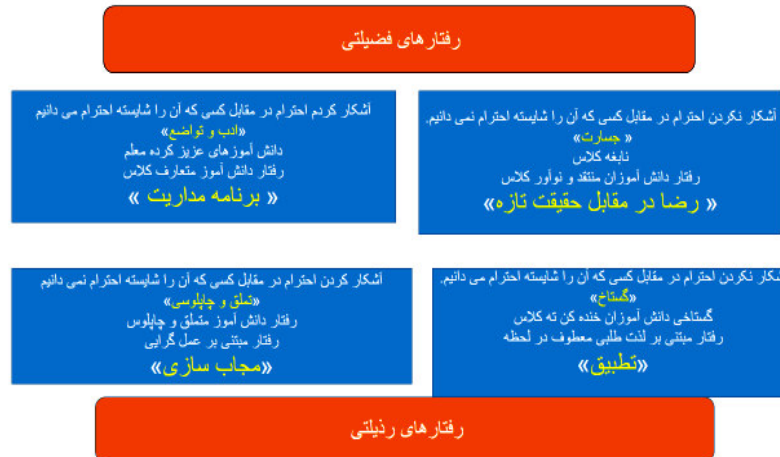 رفتارهای فضیلتی
آشکار نکردن احترام در مقابل کسی که آن را شایسته احترام نمی دانیم.
« جسارت»
نابغه کلاس
رفتار دانش آموزان منتقد و نوآور کلاس
« رضا در مقابل حقیقت تازه»
آشکار کردم احترام در مقابل کسی که آن را شایسته احترام می دانیم
«ادب و تواضع»
دانش آموزهای عزیز کرده معلم
رفتار دانش آموز متعارف کلاس
« برنامه مداریت »
شکار نکردن احترام در مقابل کسی که آن را شایسته احترام می دانیم.
«گستاخ»
گستاخی دانش آموزان خنده کن ته کلاس
رفتار مبتنی بر لذت طلبی معطوف در لحظه
«تطبیق»
آشکار کردن احترام در مقابل کسی که آن را شایسته احترام نمی دانیم
«تملق و چاپلوسی»
رفتار دانش آموز متملق و چاپلوس
رفتار مبتنی بر عمل گرایی
«مجاب سازی»
رفتارهای رذیلتی